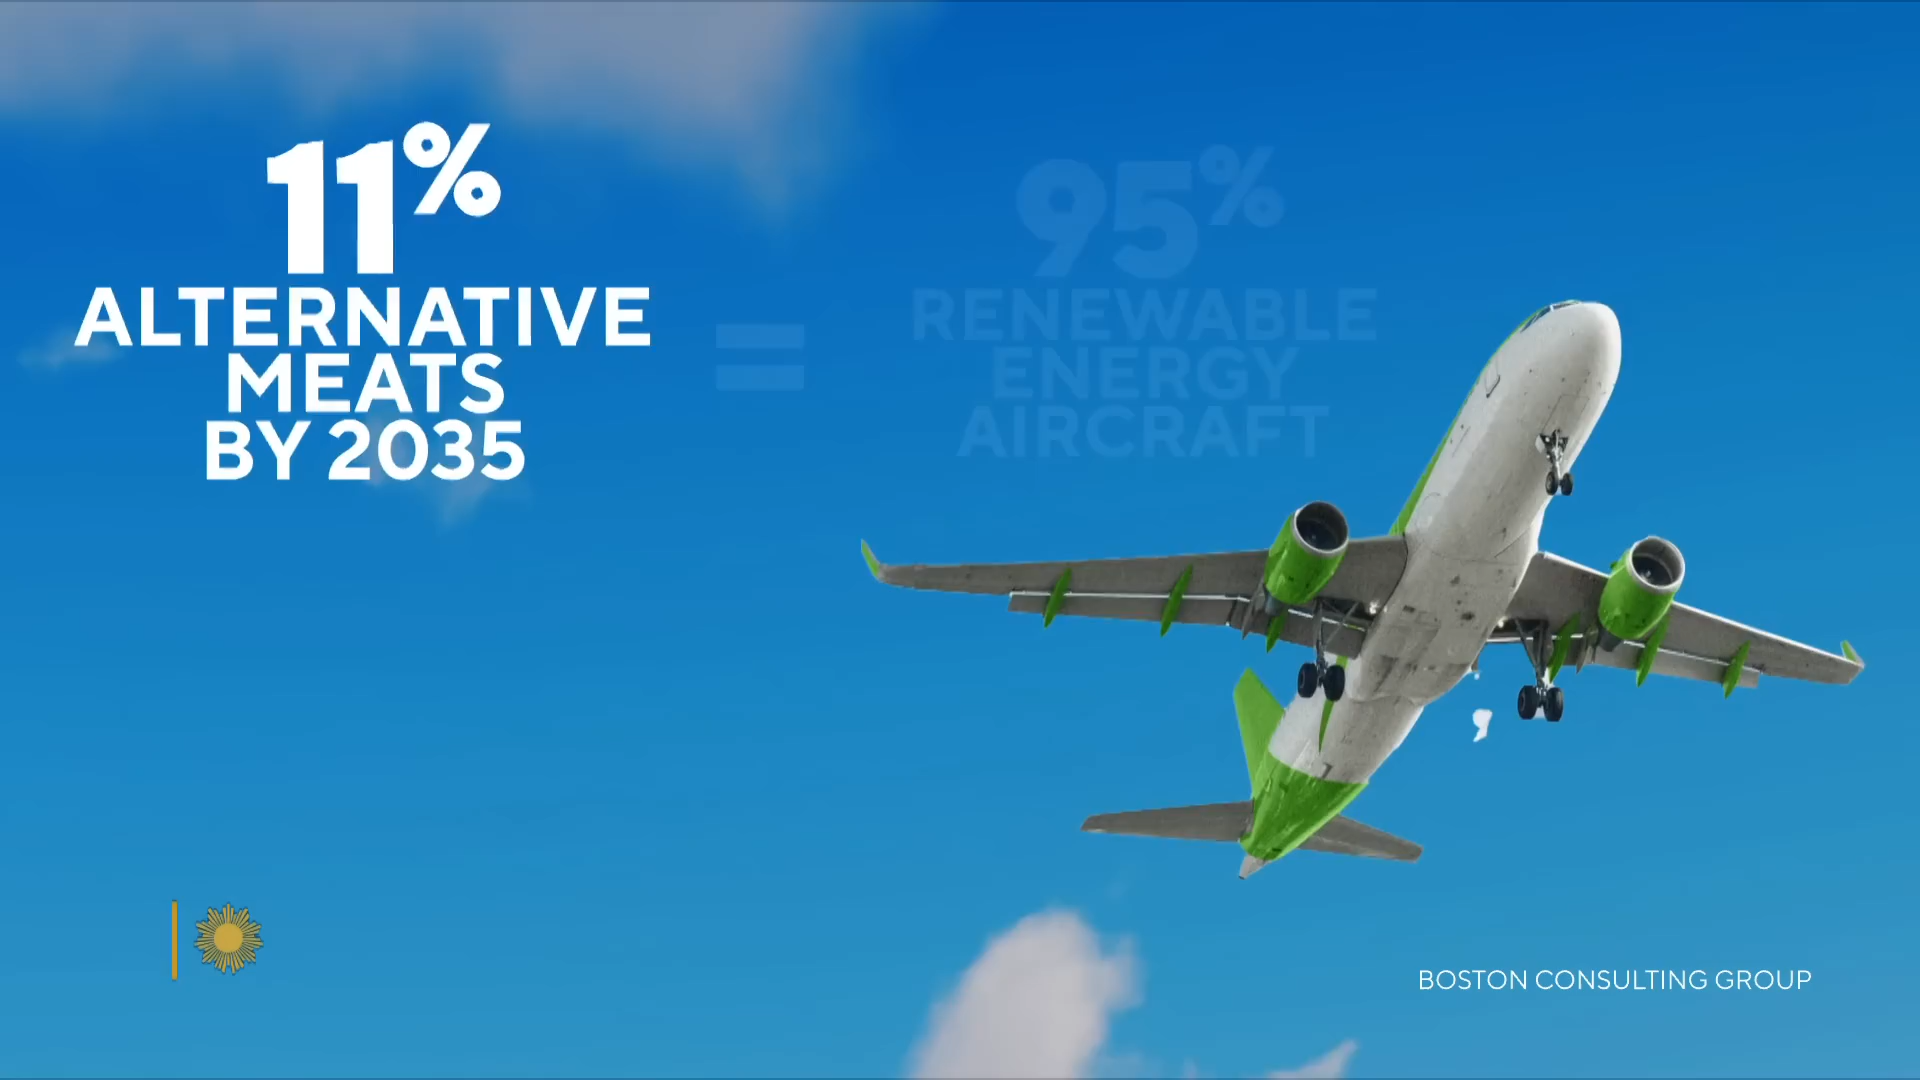 11%
ALTERNATIVE
MEATS
BY 2035
=
95%
RENEWABLE
ENERGY
AIRCRAFT
BOSTON CONSULTING GROUP